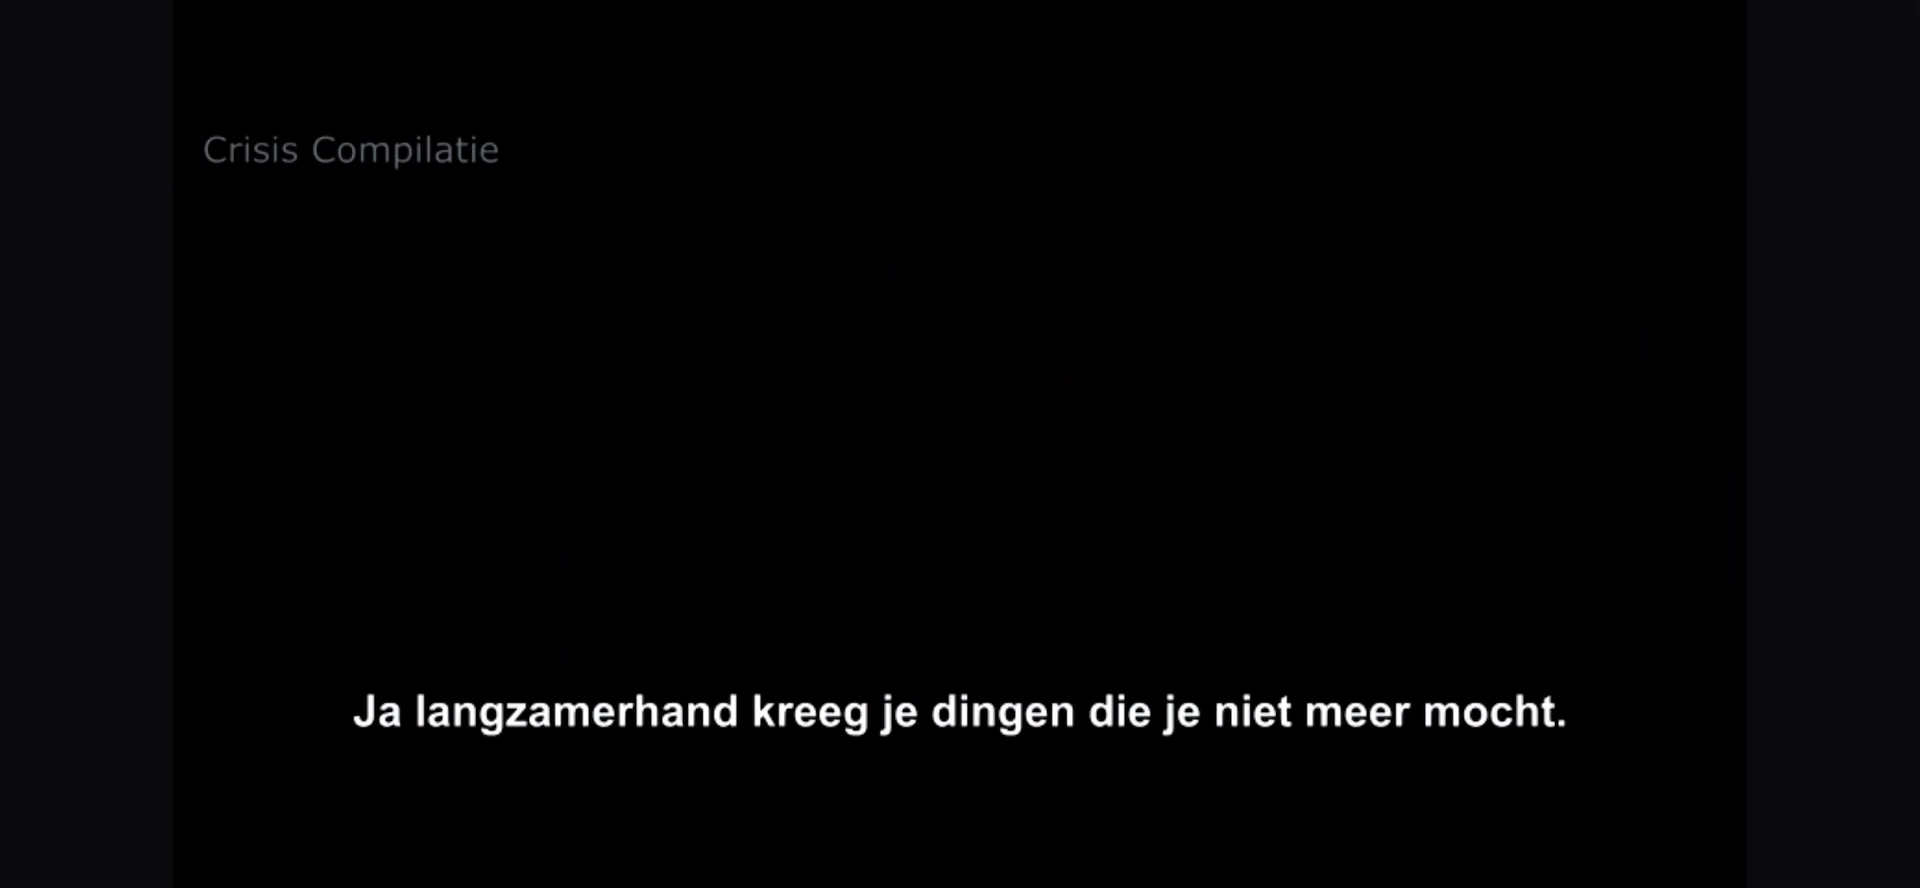 Crisis Compilatie
Ja langzamerhand kreeg je dingen die je niet meer mocht.